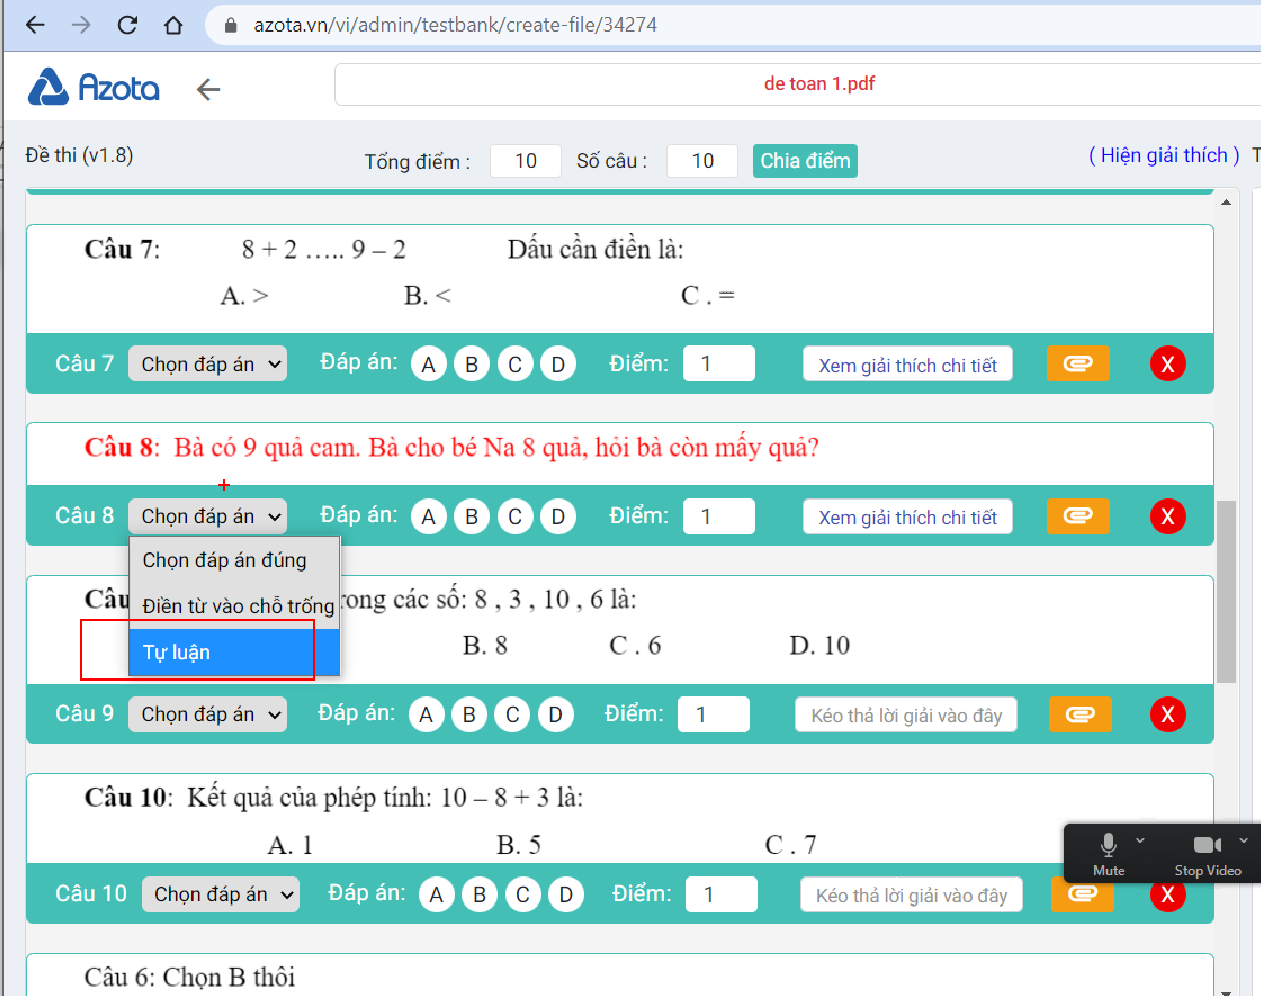 azota.vn/vi/admin/testbank/create-file/34274
Azota
de toan 1.pdf
Đề thi (v1.8) Tổng điểm : 10 Số câu : 10 Chia điểm ( Hiện giải thích ) T
Câu 7: 8 + 2 ..... 9 – 2 Dấu cần điền là:
A. > B. < C . =
Câu 7 Chọn đáp án Đáp án: A B C D Điểm: 1 Xem giải thích chi tiết X
Câu 8: Bà có 9 quả cam. Bà cho bé Na 8 quả, hỏi bà còn mấy quả?
Câu 8 Chọn đáp án Đáp án: A B C D Điểm: 1 Xem giải thích chi tiết X
Chọn đáp án đúng
Điền từ vào chỗ trống
Tự luận
Câu rong các số: 8 , 3 , 10 , 6 là:
B. 8 C . 6 D. 10
Câu 9 Chọn đáp án Đáp án: A B C D Điểm: 1 Kéo thả lời giải vào đây X
Câu 10: Kết quả của phép tính: 10 – 8 + 3 là:
A. 1 B. 5 C . 7
Mute Stop Video
Câu 10 Chọn đáp án Đáp án: A B C D Điểm: 1 Kéo thả lời giải vào đây X
Câu 6: Chọn B thôi